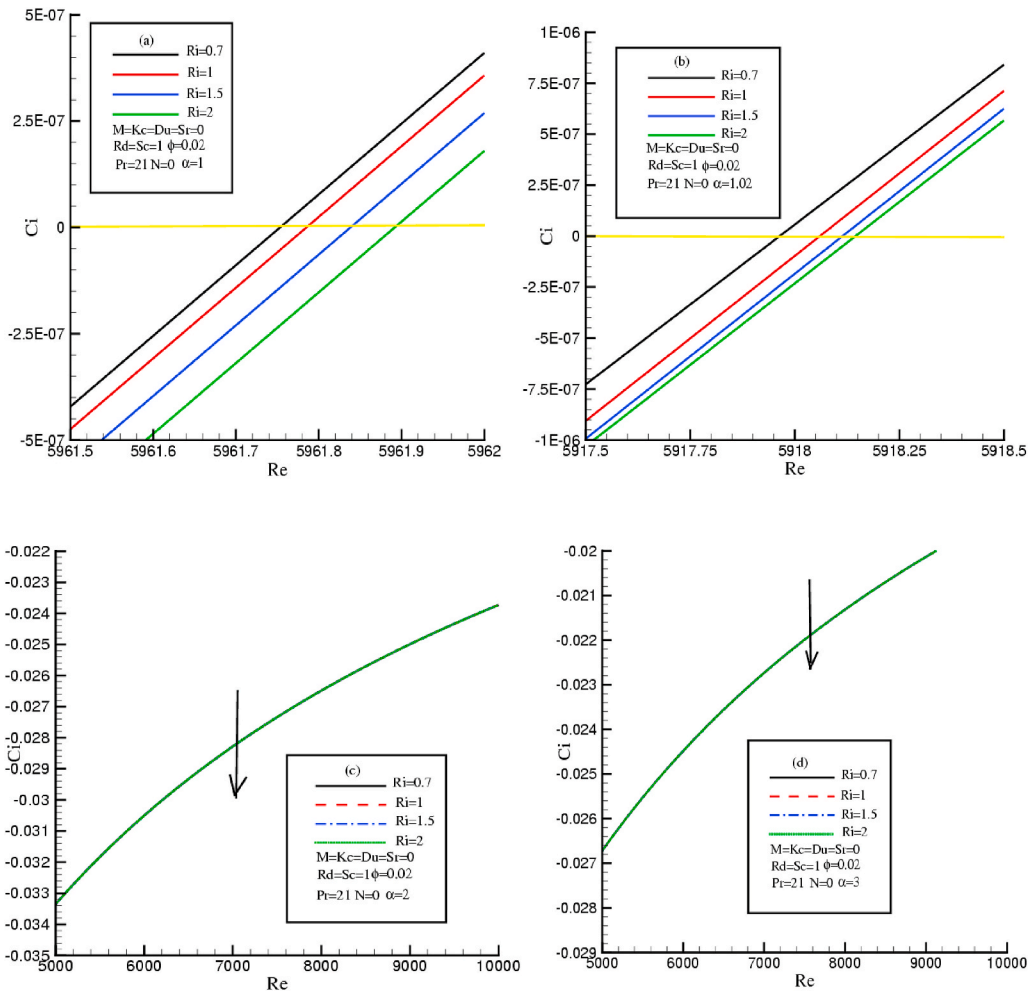 5E-07
2.5E-07
0
-2.5E-07
-5E-07
Ci
(a)
Ri=0.7
Ri=1
Ri=1.5
Ri=2
M=Kc=Du=Sr=0
Rd=Sc=1 ϕ=0.02
Pr=21 N=0 α=1
5961.5 5961.6 5961.7 5961.8 5961.9 5962
Re
1E-06
7.5E-07
5E-07
2.5E-07
0
-2.5E-07
-5E-07
-7.5E-07
-1E-06
Ci
(b)
Ri=0.7
Ri=1
Ri=1.5
Ri=2
M=Kc=Du=Sr=0
Rd=Sc=1 ϕ=0.02
Pr=21 N=0 α=1.02
5917.5 5917.75 5918 5918.25 5918.5
Re
-0.022
-0.023
-0.024
-0.025
-0.026
-0.027
-0.028
-0.029
-0.03
-0.031
-0.032
-0.033
-0.034
-0.035
Ci
(c)
Ri=0.7
Ri=1
Ri=1.5
Ri=2
M=Kc=Du=Sr=0
Rd=Sc=1 ϕ=0.02
Pr=21 N=0 α=2
5000 6000 7000 8000 9000 10000
Re
-0.02
-0.021
-0.022
-0.023
-0.024
-0.025
-0.026
-0.027
-0.028
-0.029
Ci
(d)
Ri=0.7
Ri=1
Ri=1.5
Ri=2
M=Kc=Du=Sr=0
Rd=Sc=1 ϕ=0.02
Pr=21 N=0 α=3
5000 6000 7000 8000 9000 10000
Re